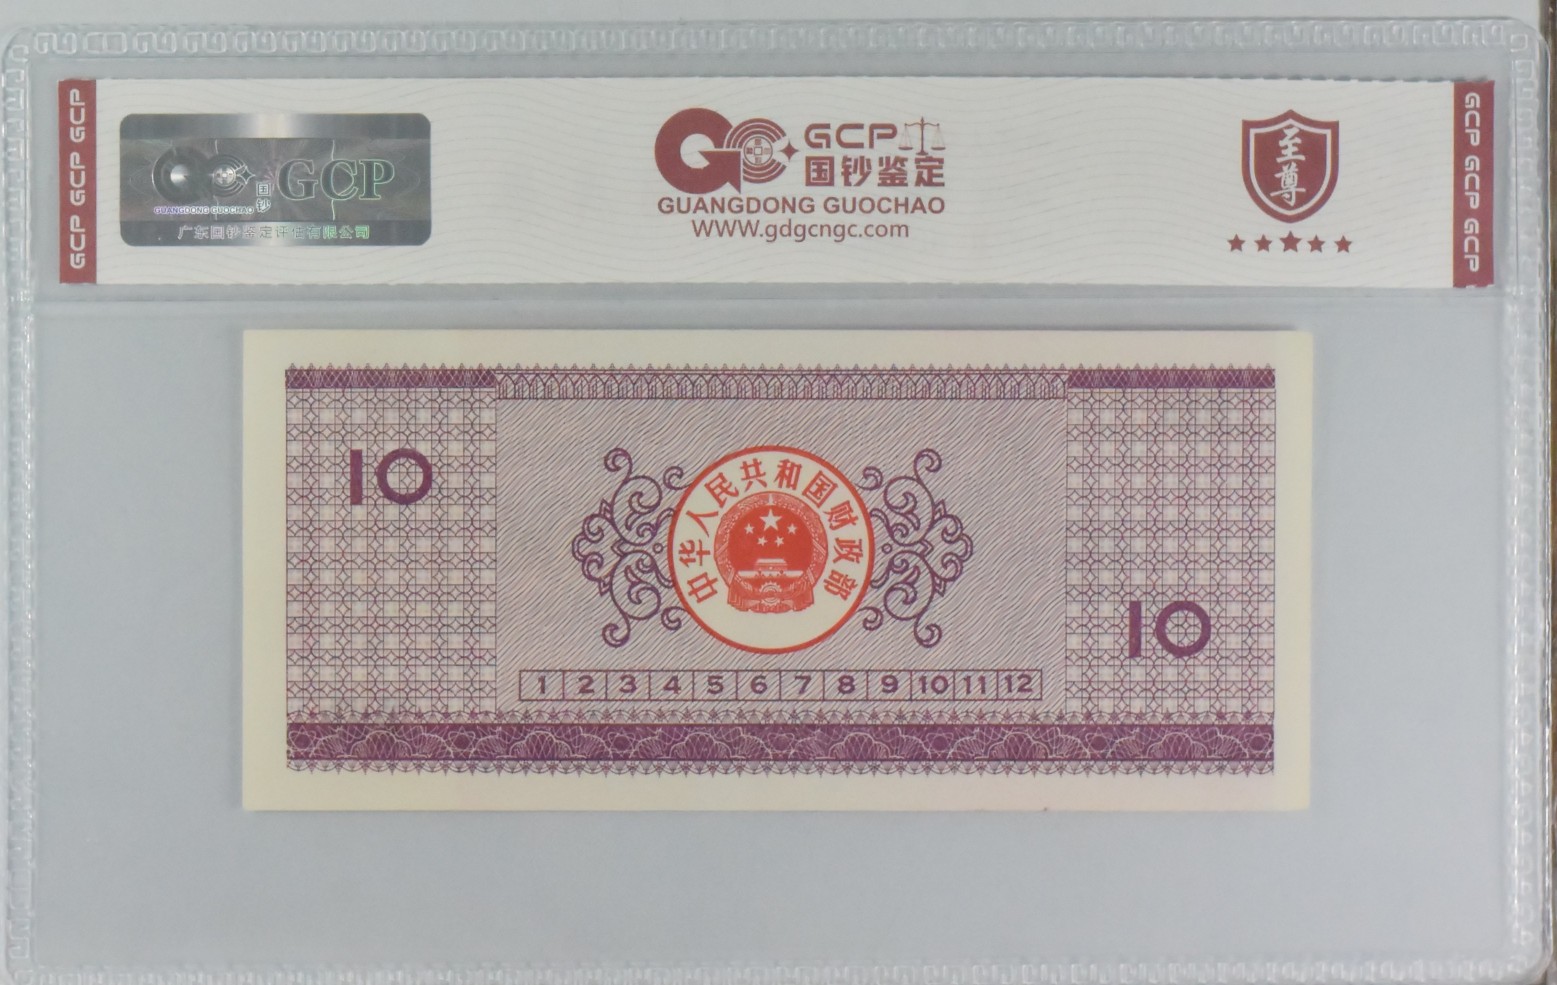 GCP GCP GCP
GCP
国钞
GUANGDONG GUOCHAO
广东国钞鉴定评估有限公司
GCP
国钞鉴定
GUANGDONG GUOCHAO
WWW.gdgcngc.com
至尊
GCP GCP GCP
10
中华人民共和国财政部
10
1 2 3 4 5 6 7 8 9 10 11 12